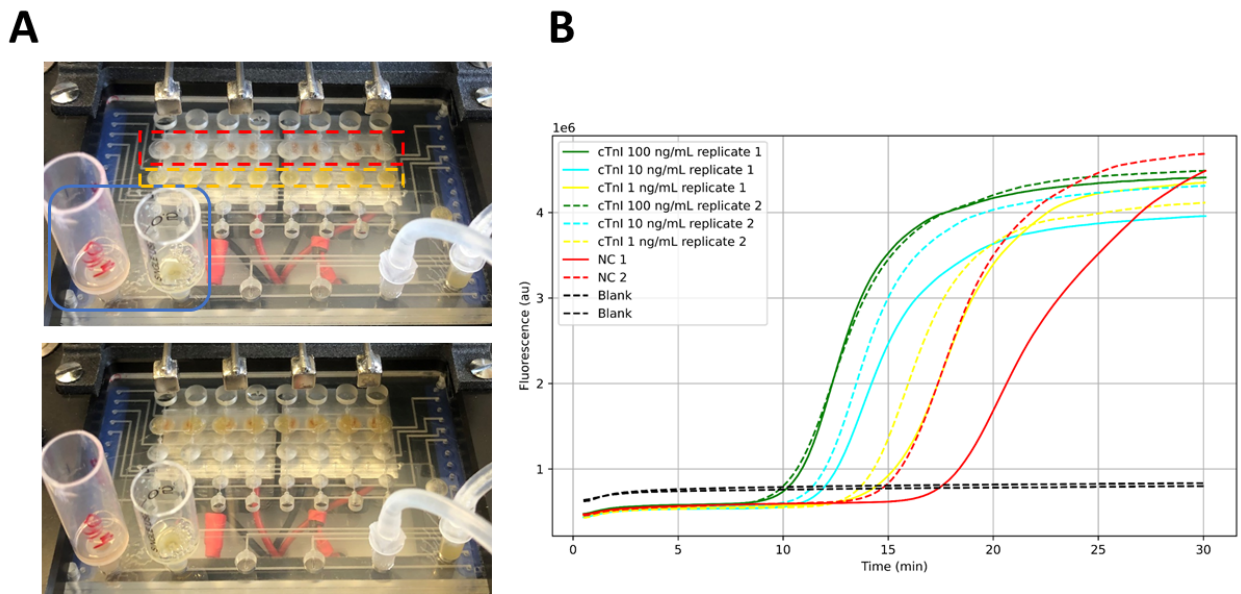 A
B
1e6
cTnI 100 ng/mL replicate 1
cTnI 10 ng/mL replicate 1
cTnI 1 ng/mL replicate 1
cTnI 100 ng/mL replicate 2
cTnI 10 ng/mL replicate 2
cTnI 1 ng/mL replicate 2
NC 1
NC 2
Blank
Blank
4
3
2
1
Fluorescence (au)
0
5
10
15
20
25
30
Time (min)